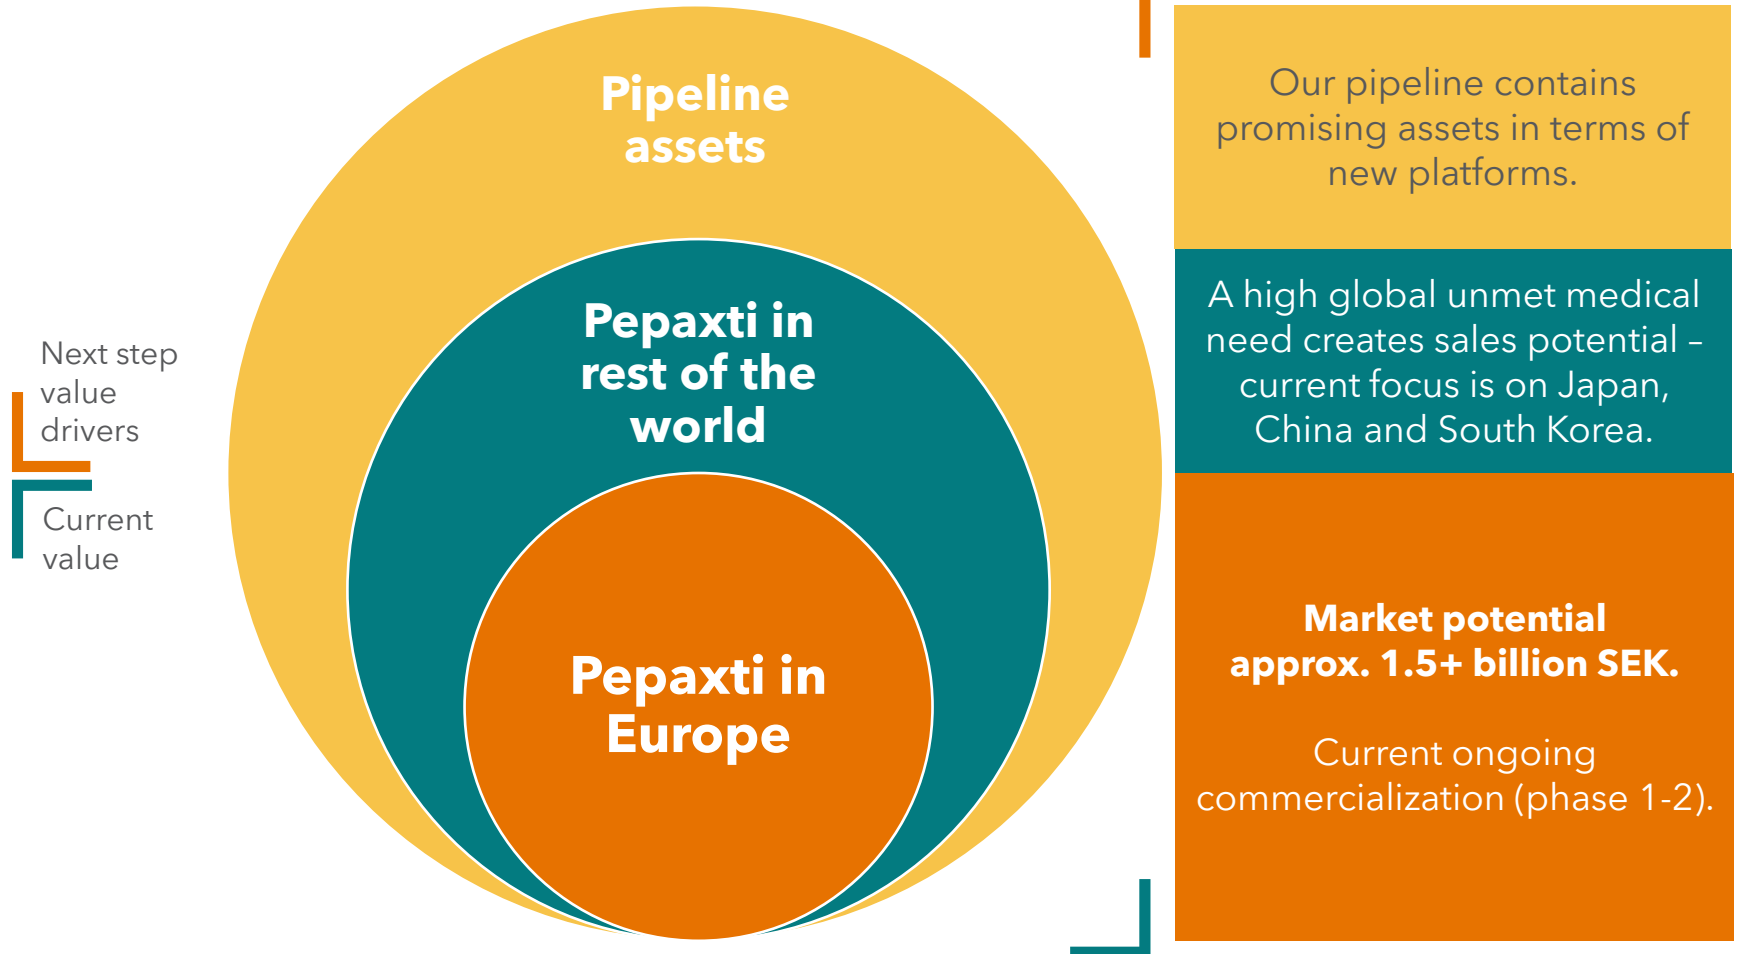 Pipeline
assets
Our pipeline contains
promising assets in terms of
new platforms.
Pepaxti in
rest of the
world
A high global unmet medical
need creates sales potential –
current focus is on Japan,
China and South Korea.
Next step
value
drivers
Current
value
Pepaxti in
Europe
Market potential
approx. 1.5+ billion SEK.
Current ongoing
commercialization (phase 1-2).